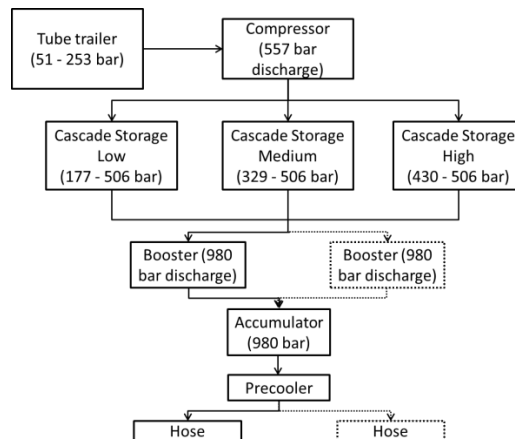 Tube trailer
(51 - 253 bar)
Compressor
(557 bar
discharge)
Cascade Storage
Low
(177 - 506 bar)
Cascade Storage
Medium
(329 - 506 bar)
Cascade Storage
High
(430 - 506 bar)
Booster (980
bar discharge)
Booster (980
bar discharge)
Accumulator
(980 bar)
Precooler
Hose
Hose